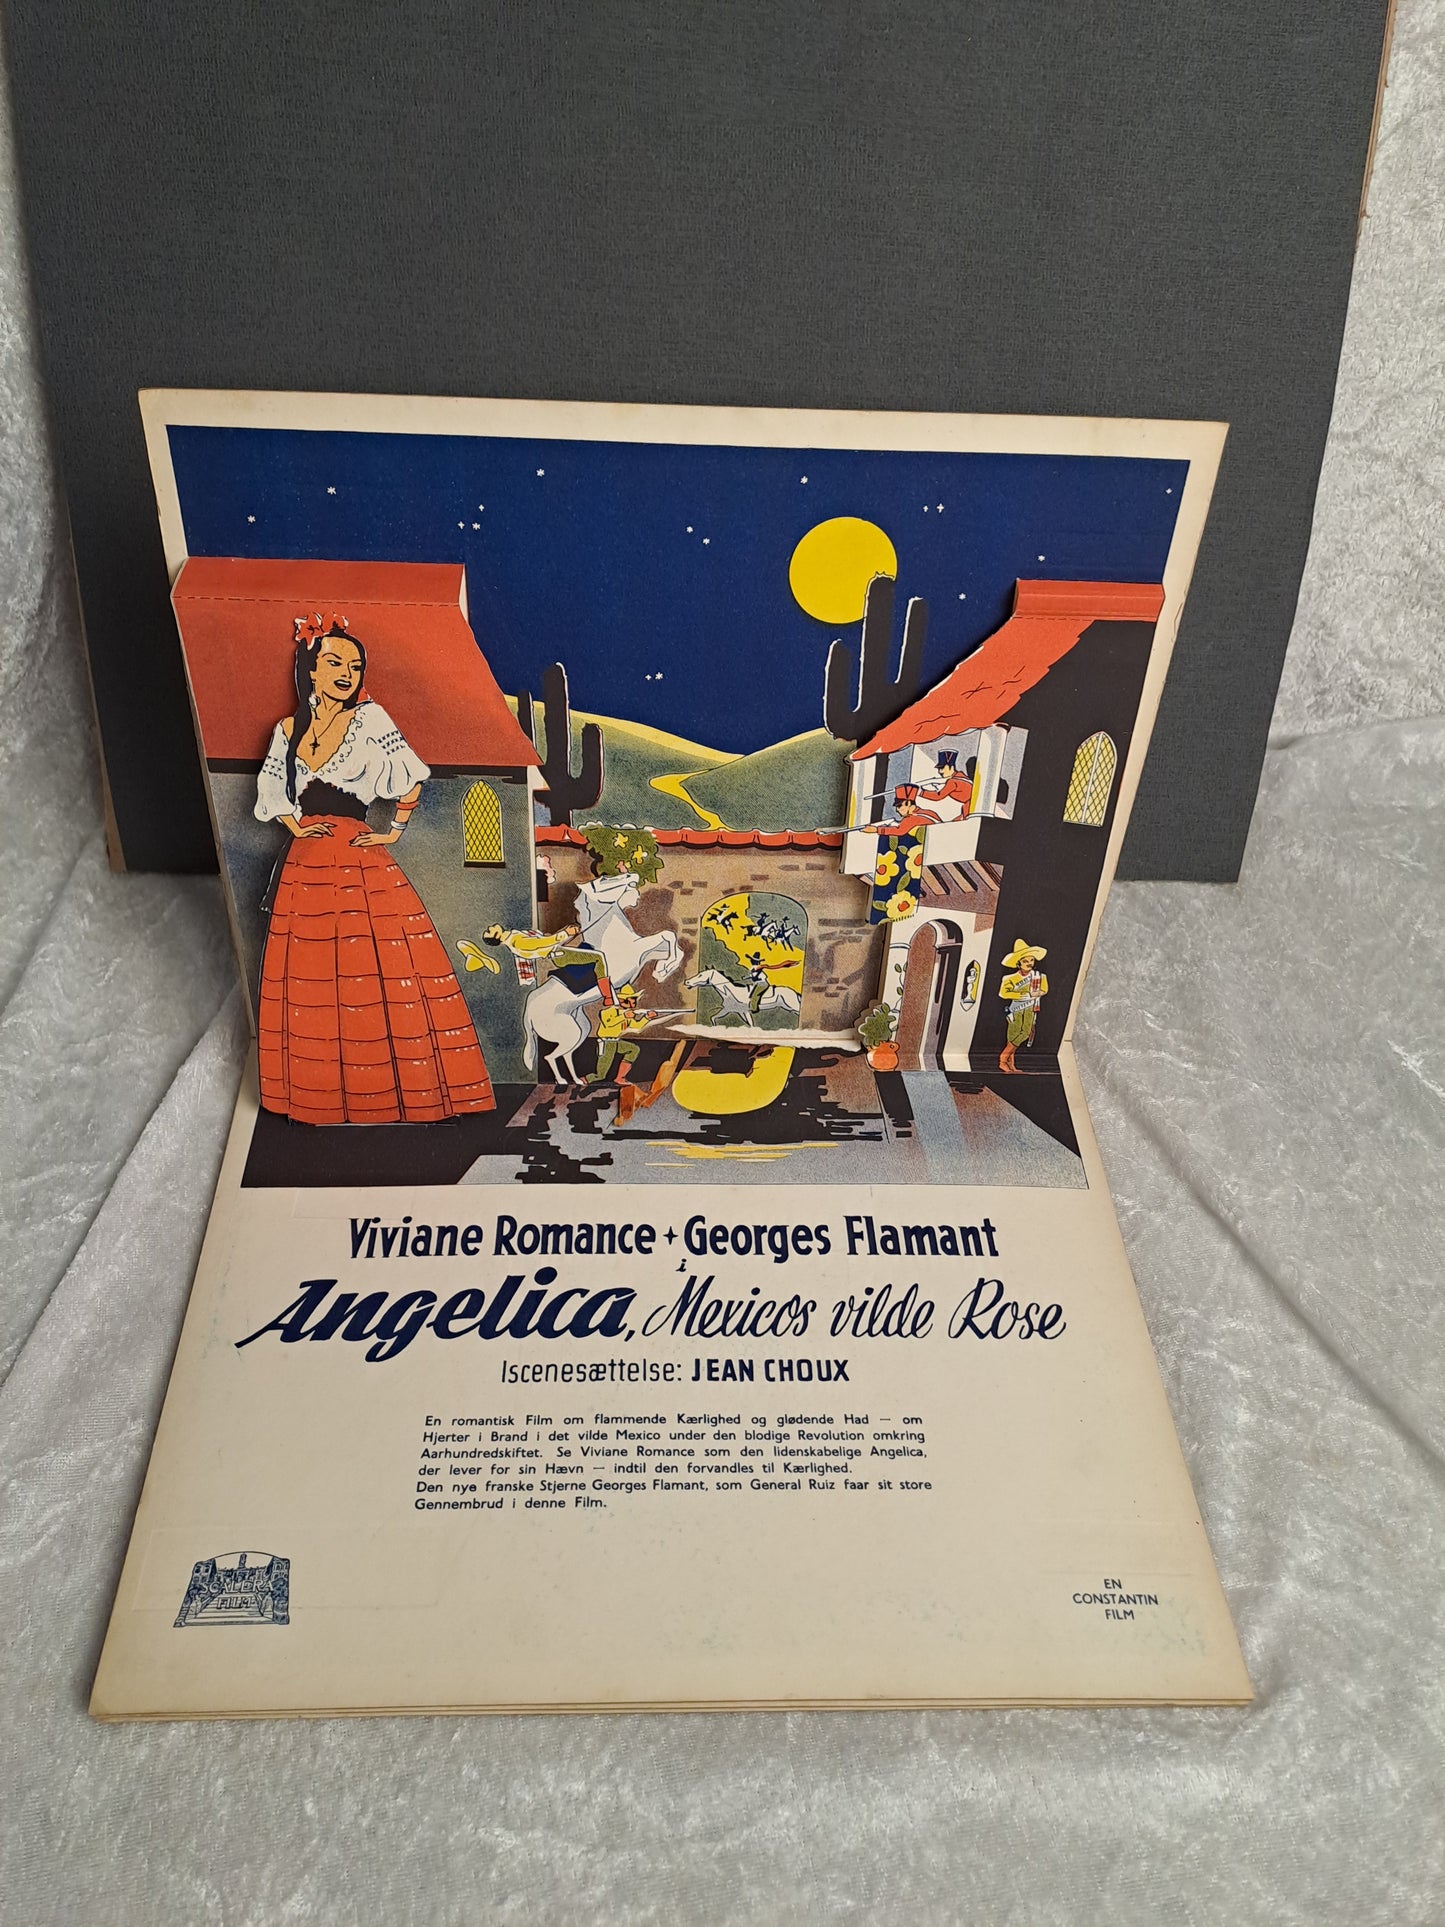 Viviane Romance + Georges Flamant
i
Angelica, Mexicos vilde Rose
Iscenesættelse: JEAN CHOUX
En romantisk Film om flammende Kærlighed og glødende Had — om
Hjerter i Brand i det vilde Mexico under den blodige Revolution omkring
Aarhundredskiftet. Se Viviane Romance som den lidenskabelige Angelica,
der lever for sin Hævn — indtil den forvandles til Kærlighed.
Den nye franske Stjerne Georges Flamant, som General Ruiz faar sit store
Gennembrud i denne Film.
SCALERA
FILM
EN
CONSTANTIN
FILM